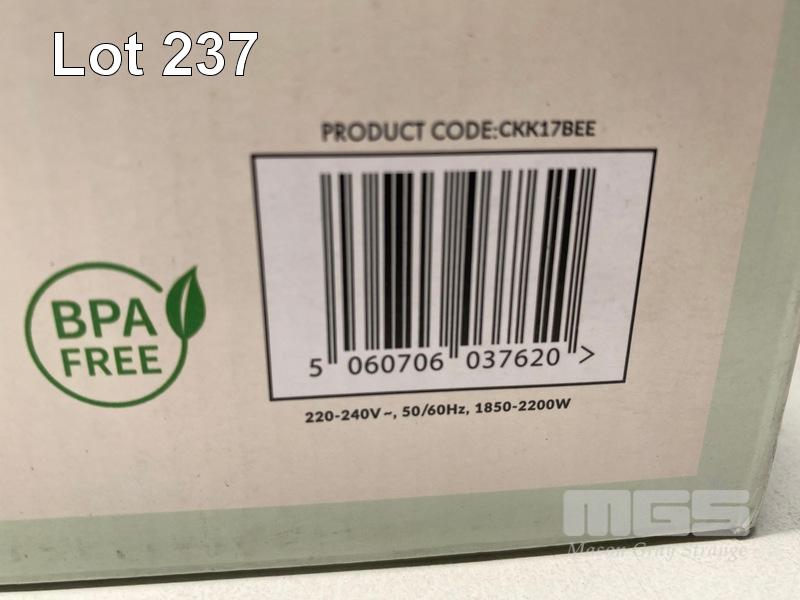 Lot 237
PRODUCT CODE:CKK17BEE
BPA
FREE
5 060706 037620 >
220-240V~, 50/60Hz, 1850-2200W
MGS
Mason Gray Strange